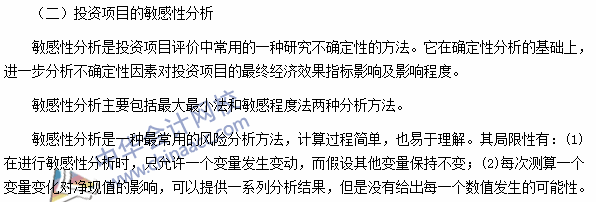 （二）投资项目的敏感性分析
敏感性分析是投资项目评价中常用的一种研究不确定性的方法。它在确定性分析的基础上，
进一步分析不确定性因素对投资项目的最终经济效果指标影响及影响程度。
敏感性分析主要包括最大最小法和敏感程度法两种分析方法。
敏感性分析是一种最常用的风险分析方法，计算过程简单，也易于理解。其局限性有：(1)
在进行敏感性分析时，只允许一个变量发生变动，而假设其他变量保持不变；(2)每次测算一个
变量变化对净现值的影响，可以提供一系列分析结果，但是没有给出每一个数值发生的可能性。
中华会计网校
www.chinaacc.com